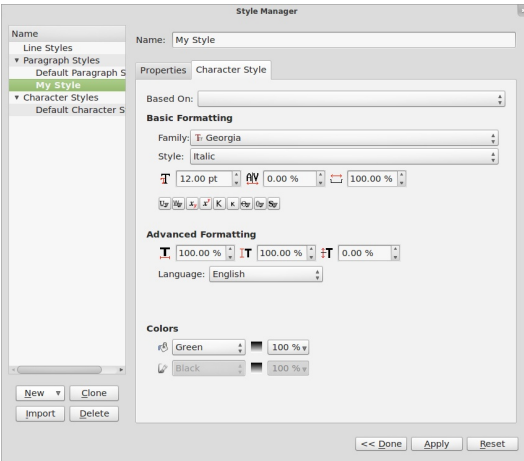 Style Manager
Name
Line Styles
Paragraph Styles
Default Paragraph S
My Style
Character Styles
Default Character S
New
Clone
Import
Delete
Name: My Style
Properties
Character Style
Based On:
Basic Formatting
Family: Georgia
Style: Italic
12.00 pt
0.00 %
100.00 %
Advanced Formatting
100.00 %
100.00 %
0.00 %
Language: English
Colors
Green
100 %
Black
100 %
<< Done
Apply
Reset